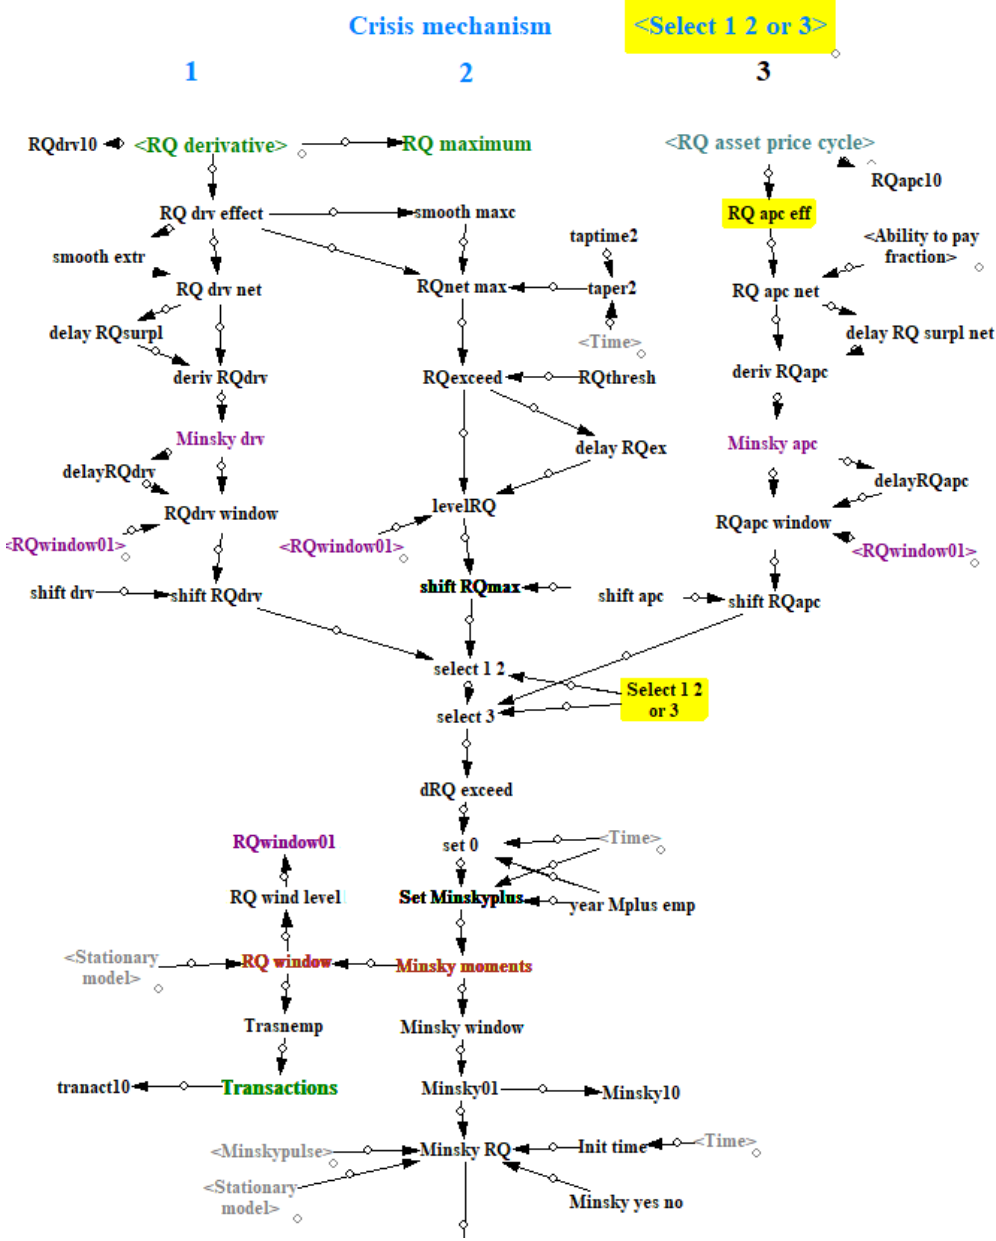 Crisis mechanism
<Select 1 2 or 3>
1
2
3
RQdrv10
<RQ derivative>
RQ maximum
<RQ asset price cycle>
RQapc10
RQ drv effect
smooth maxc
RQ apc eff
smooth extr
taptime2
<Ability to pay
fraction>
RQ drv net
RQnet max
taper2
RQ apc net
delay RQsurpl
<Time>
delay RQ surpl net
deriv RQdrv
RQexceed
RQthresh
deriv RQapc
Minsky drv
delay RQex
Minsky apc
delayRQdrv
delayRQapc
RQdrv window
levelRQ
RQapc window
<RQwindow01>
<RQwindow01>
<RQwindow01>
shift drv
shift RQdrv
shift RQmax
shift apc
shift RQapc
select 1 2
Select 1 2
or 3
select 3
dRQ exceed
RQwindow01
set 0
<Time>
RQ wind level
Set Minskyplus
year Mplus emp
<Stationary
model>
RQ window
Minsky moments
Trasnemp
Minsky window
tranact10
Transactions
Minsky01
Minsky10
<Minskypulse>
Minsky RQ
Init time
<Time>
<Stationary
model>
Minsky yes no